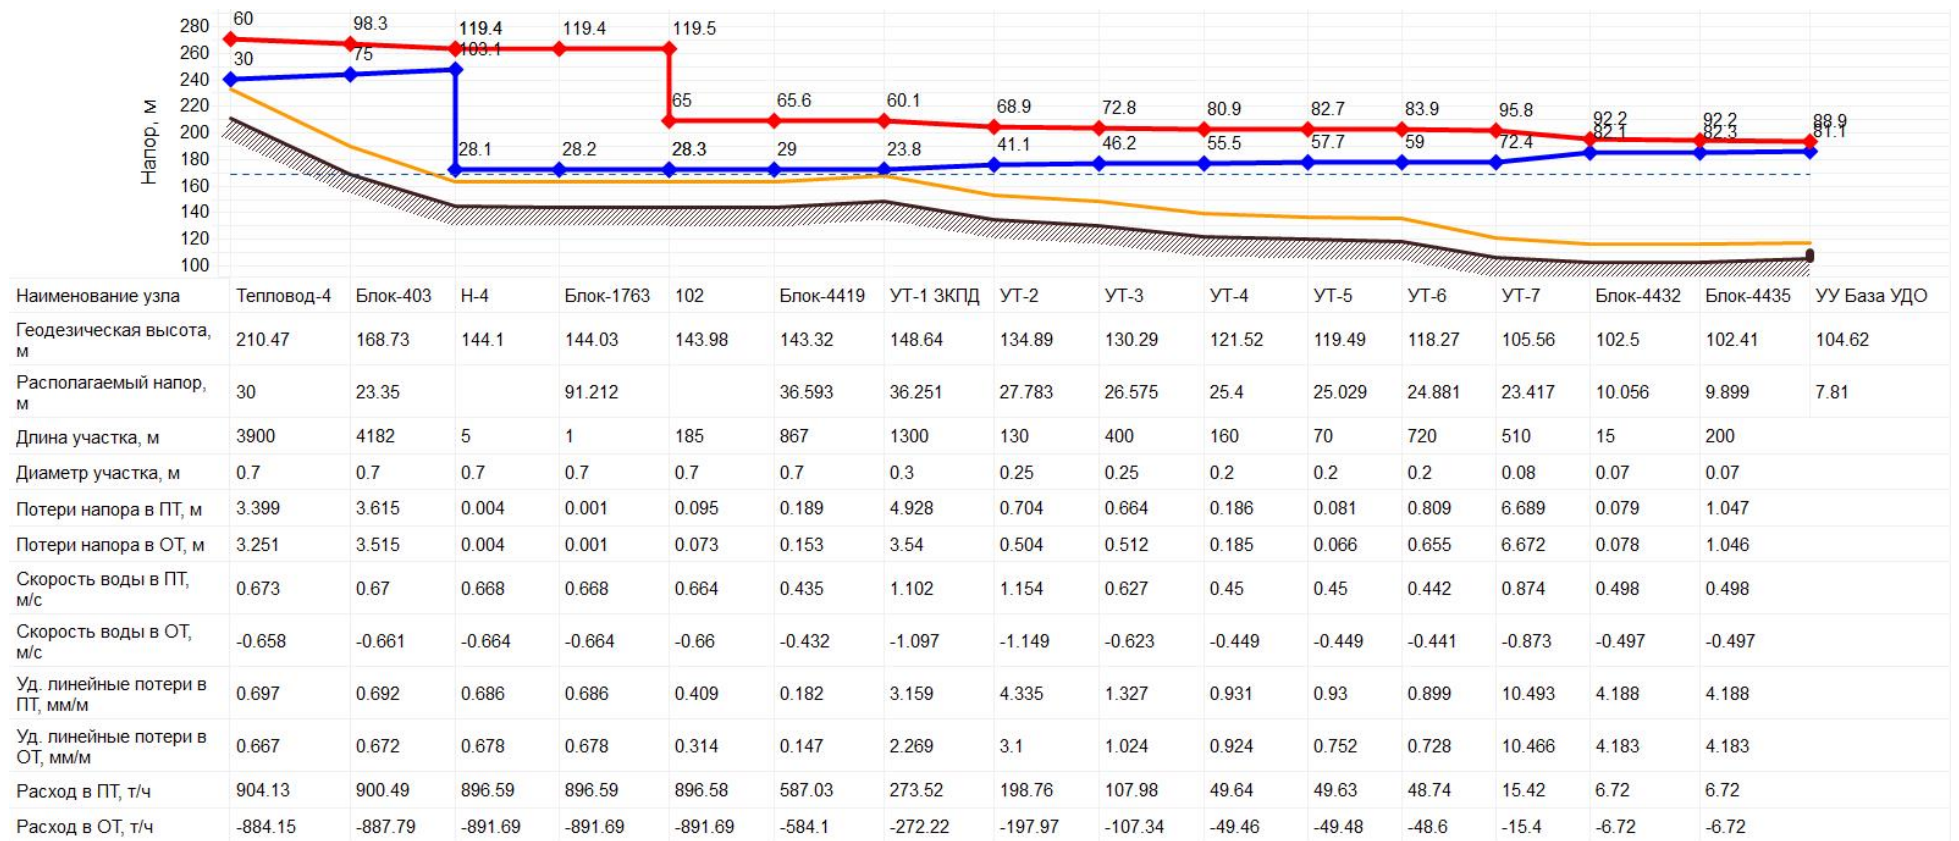 Напор, м
280
260
240
220
200
180
160
140
120
100
60 98.3 119.4 119.4 119.5
30 75 103.1
65 65.6 60.1 68.9 72.8 80.9 82.7 83.9 95.8 92.2 92.2 88.9
28.1 28.2 28.3 29 23.8 41.1 46.2 55.5 57.7 59 72.4 82.1 82.3 81.1
Наименование узла Тепловод-4 Блок-403 Н-4 Блок-1763 102 Блок-4419 УТ-1 ЗКПД УТ-2 УТ-3 УТ-4 УТ-5 УТ-6 УТ-7 Блок-4432 Блок-4435 УУ База УДО
Геодезическая высота,
м 210.47 168.73 144.1 144.03 143.98 143.32 148.64 134.89 130.29 121.52 119.49 118.27 105.56 102.5 102.41 104.62
Располагаемый напор,
м 30 23.35 91.212 36.593 36.251 27.783 26.575 25.4 25.029 24.881 23.417 10.056 9.899 7.81
Длина участка, м 3900 4182 5 1 185 867 1300 130 400 160 70 720 510 15 200
Диаметр участка, м 0.7 0.7 0.7 0.7 0.7 0.7 0.3 0.25 0.25 0.2 0.2 0.2 0.08 0.07 0.07
Потери напора в ПТ, м 3.399 3.615 0.004 0.001 0.095 0.189 4.928 0.704 0.664 0.186 0.081 0.809 6.689 0.079 1.047
Потери напора в ОТ, м 3.251 3.515 0.004 0.001 0.073 0.153 3.54 0.504 0.512 0.185 0.066 0.655 6.672 0.078 1.046
Скорость воды в ПТ,
м/с 0.673 0.67 0.668 0.668 0.664 0.435 1.102 1.154 0.627 0.45 0.45 0.442 0.874 0.498 0.498
Скорость воды в ОТ,
м/с -0.658 -0.661 -0.664 -0.664 -0.66 -0.432 -1.097 -1.149 -0.623 -0.449 -0.449 -0.441 -0.873 -0.497 -0.497
Уд. линейные потери в
ПТ, мм/м 0.697 0.692 0.686 0.686 0.409 0.182 3.159 4.335 1.327 0.931 0.93 0.899 10.493 4.188 4.188
Уд. линейные потери в
ОТ, мм/м 0.667 0.672 0.678 0.678 0.314 0.147 2.269 3.1 1.024 0.924 0.752 0.728 10.466 4.183 4.183
Расход в ПТ, т/ч 904.13 900.49 896.59 896.59 896.58 587.03 273.52 198.76 107.98 49.64 49.63 48.74 15.42 6.72 6.72
Расход в ОТ, т/ч -884.15 -887.79 -891.69 -891.69 -891.69 -584.1 -272.22 -197.97 -107.34 -49.46 -49.48 -48.6 -15.4 -6.72 -6.72